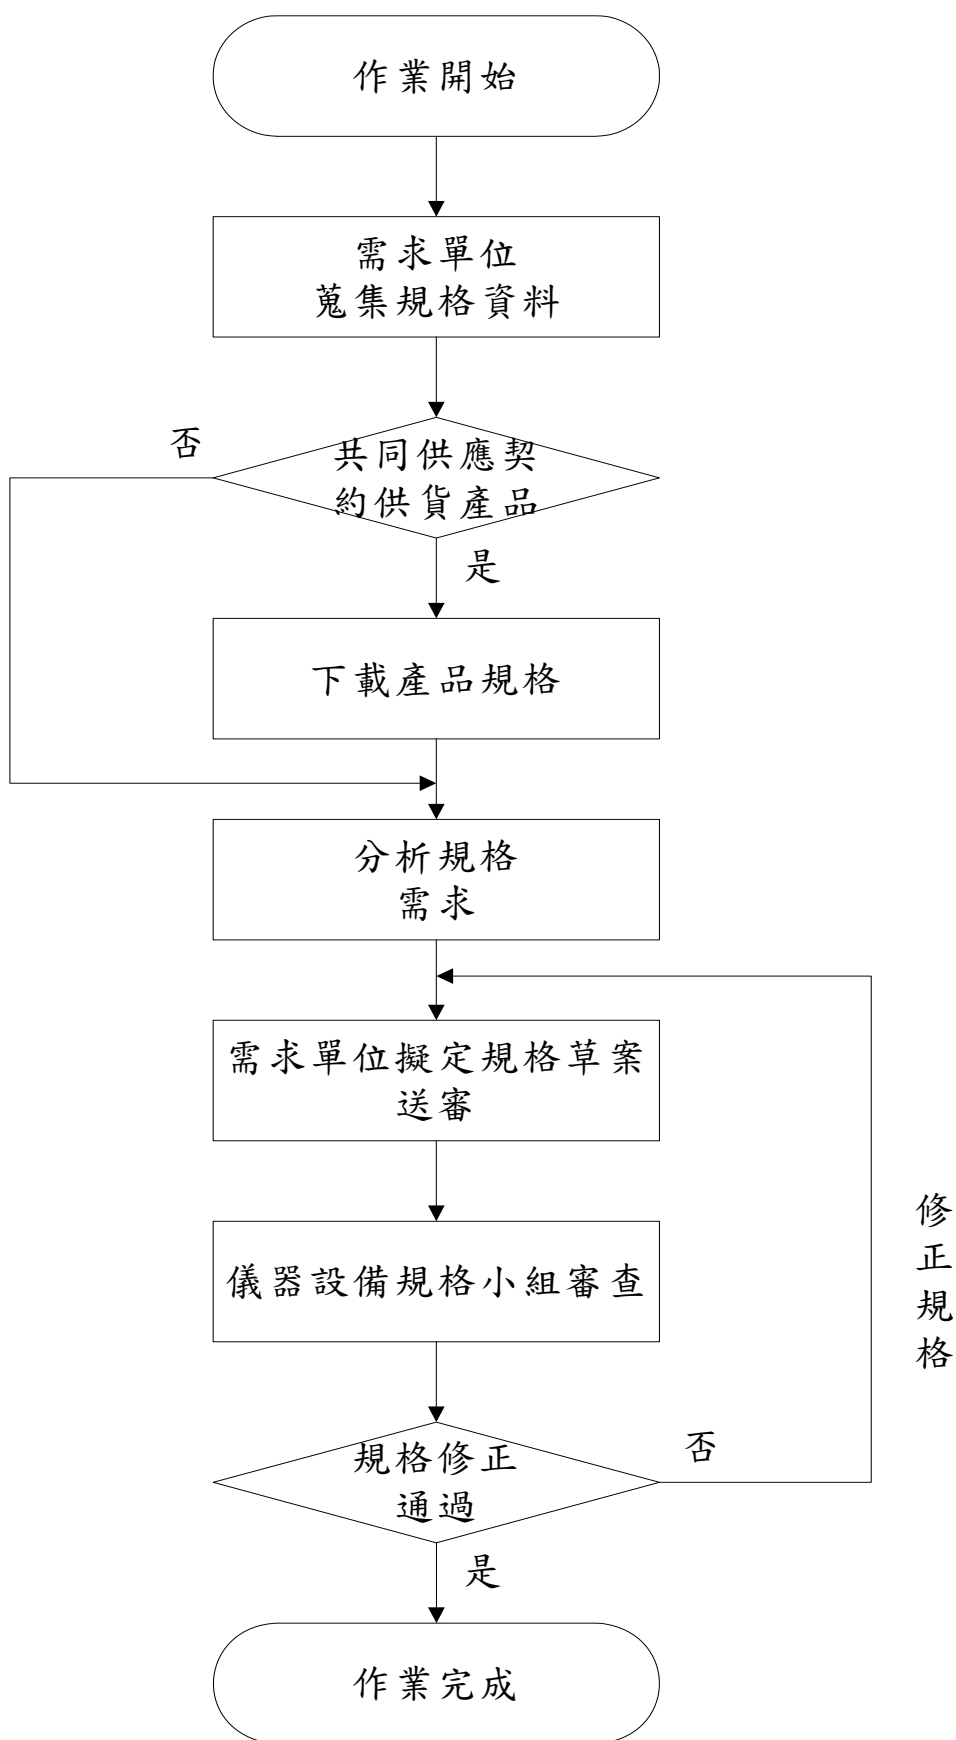 作業開始
需求單位
蒐集規格資料
否
共同供應契
約供貨產品
是
下載產品規格
分析規格
需求
需求單位擬定規格草案
送審
儀器設備規格小組審查
修
正
規
格
規格修正
通過
否
是
作業完成